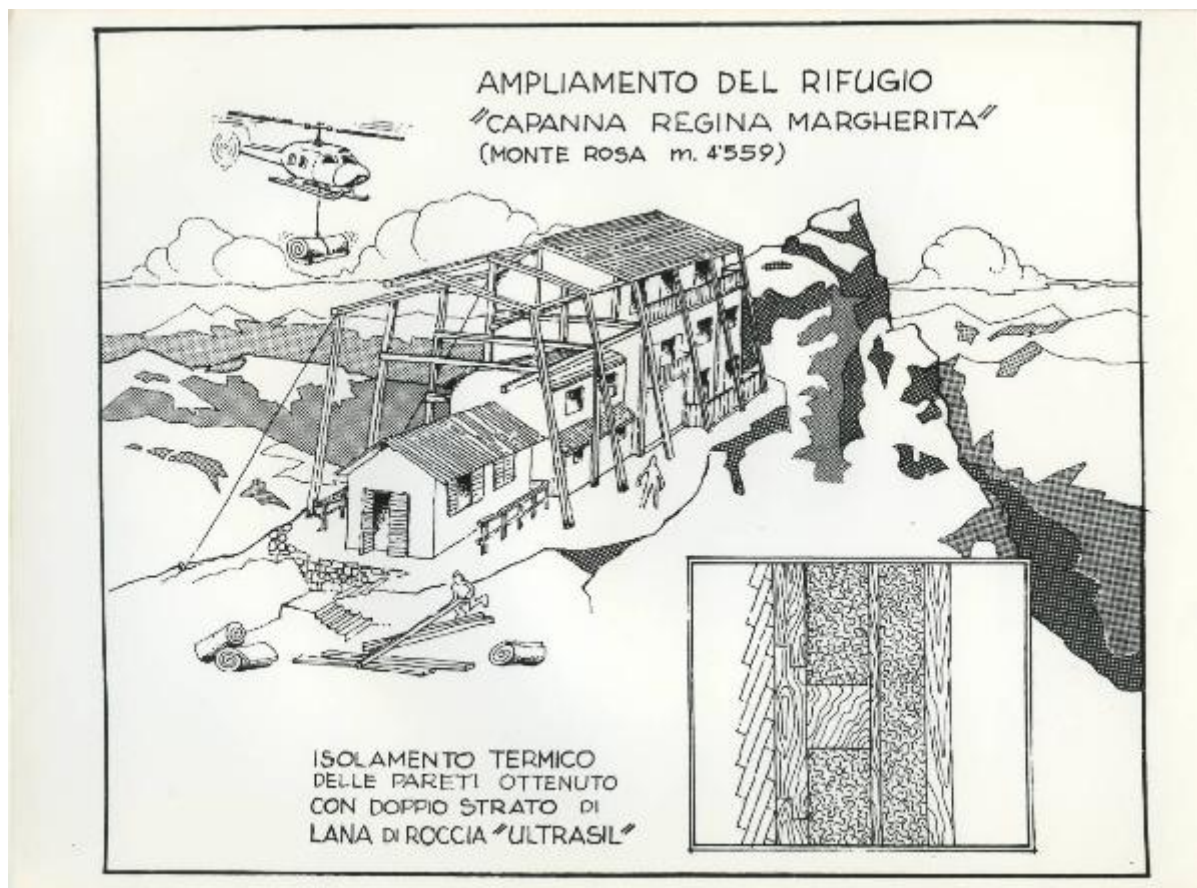 AMPLIAMENTO DEL RIFUGIO
"CAPANNA REGINA MARGHERITA"
(MONTE ROSA m. 4'559)
ISOLAMENTO TERMICO
DELLE PARETI OTTENUTO
CON DOPPIO STRATO DI
LANA DI ROCCIA "ULTRASIL"